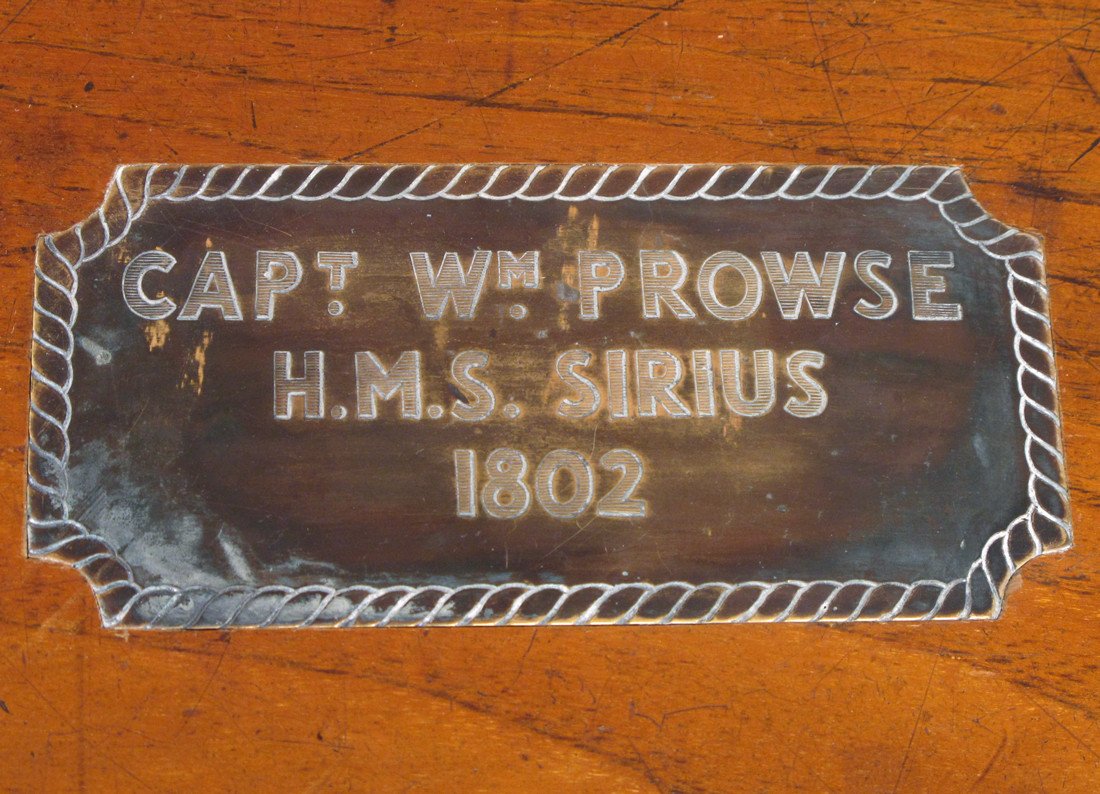 CAPT. WM. PROWSE
H.M.S. SIRIUS
1802